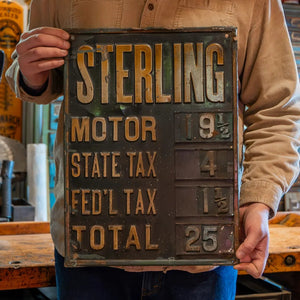 STERLING
MOTOR 19½
STATE TAX 4
FED'L TAX 1½
TOTAL 25